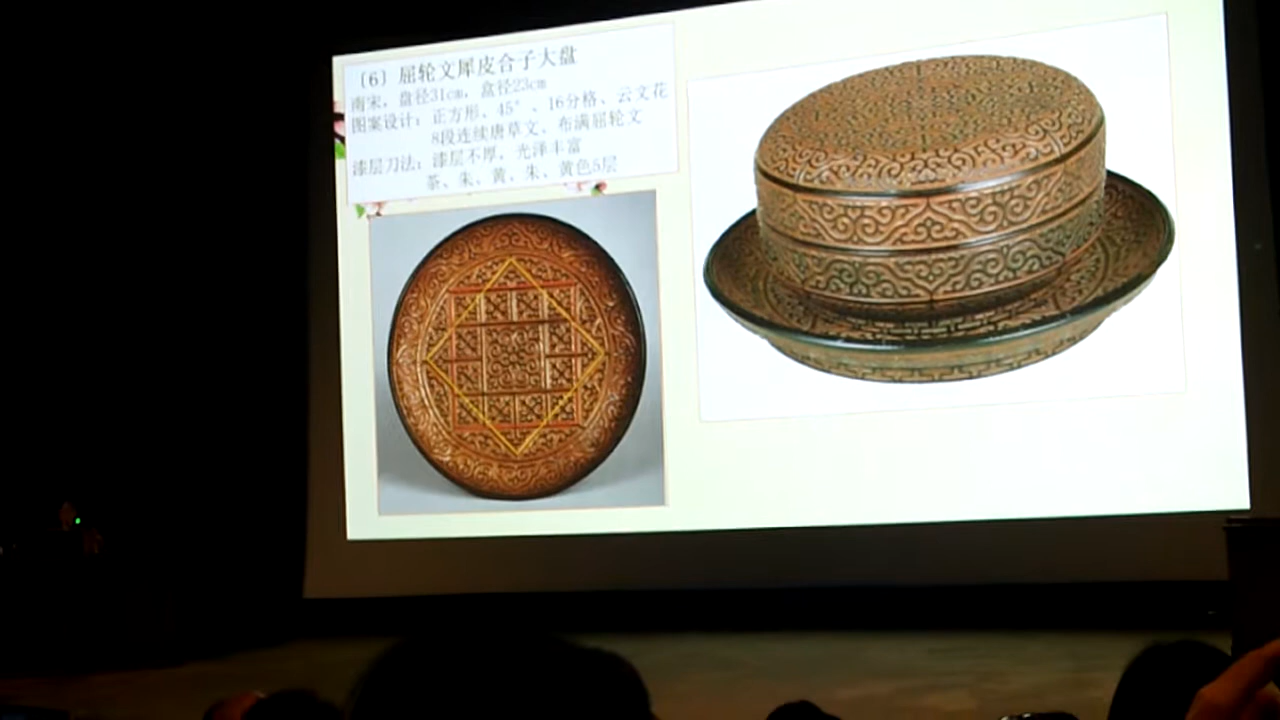 （6）屈轮文犀皮合子大盘
南宋，盘径31cm，盒径23cm
图案设计：正方形、45°、16分格、云文花
8段连续唐草文、布满屈轮文
漆层刀法：漆层不厚、光泽丰富
茶、朱、黄、朱、黄色5层